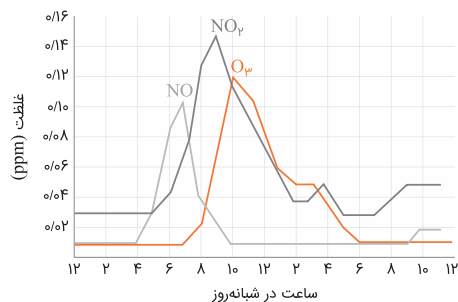 ۰/۱۶
۰/۱۴
۰/۱۲
۰/۱۰
۰/۰۸
۰/۰۶
۰/۰۴
۰/۰۲
غلظت (ppm)
NO
NO۲
O۳
۱۲ ۲ ۴ ۶ ۸ ۱۰ ۱۲ ۲ ۴ ۶ ۸ ۱۰ ۱۲
ساعت در شبانه‌روز